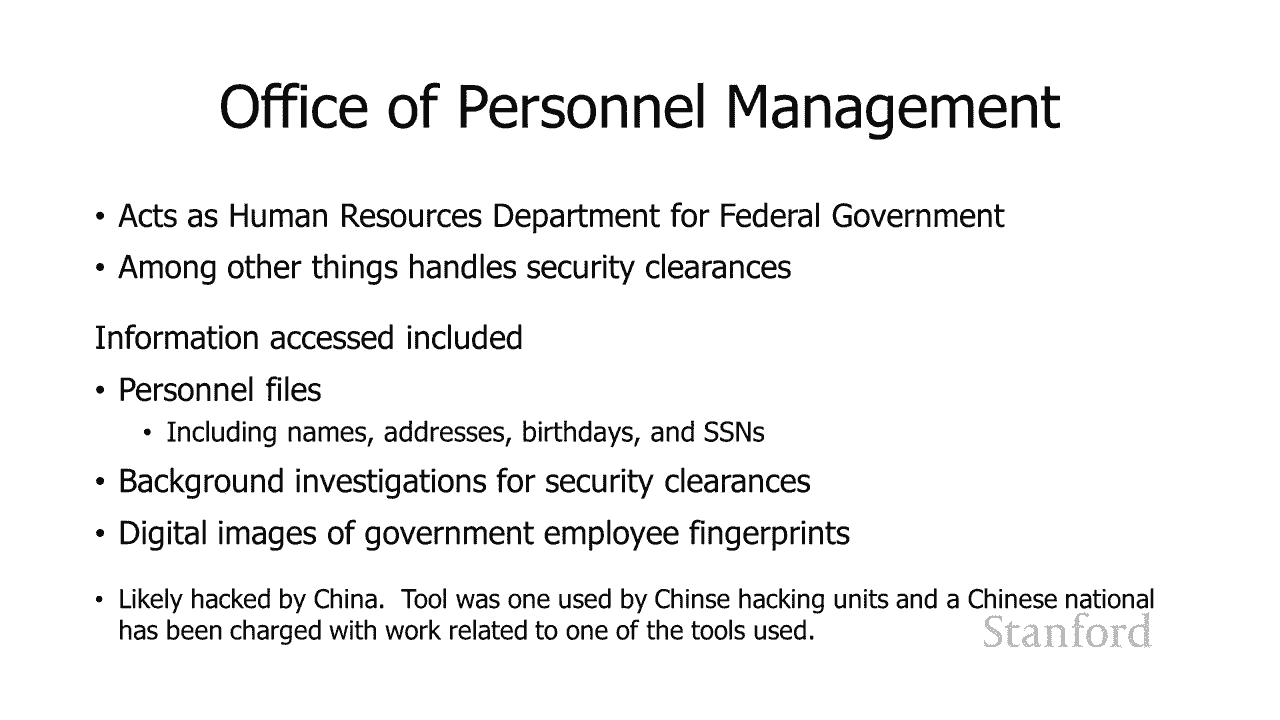 Office of Personnel Management
• Acts as Human Resources Department for Federal Government
• Among other things handles security clearances
Information accessed included
• Personnel files
• Including names, addresses, birthdays, and SSNs
• Background investigations for security clearances
• Digital images of government employee fingerprints
• Likely hacked by China.  Tool was one used by Chinse hacking units and a Chinese national
has been charged with work related to one of the tools used.
Stanford